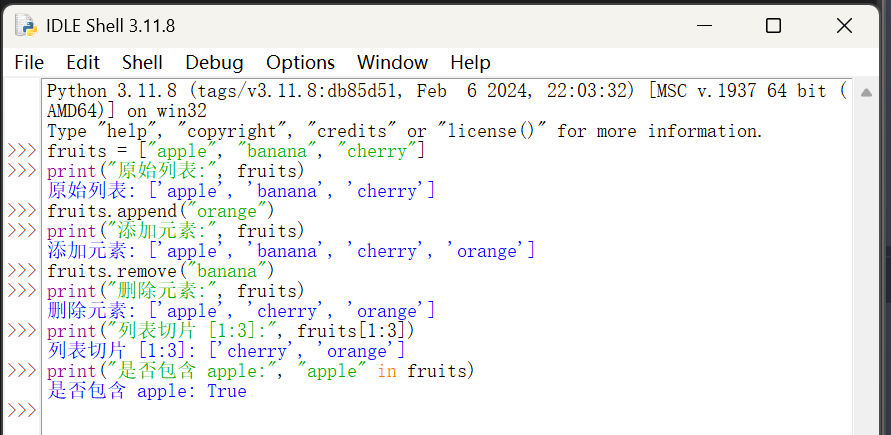 IDLE Shell 3.11.8
File Edit Shell Debug Options Window Help
Python 3.11.8 (tags/v3.11.8:db85d51, Feb  6 2024, 22:03:32) [MSC v.1937 64 bit (
AMD64)] on win32
Type "help", "copyright", "credits" or "license()" for more information.
>>> fruits = ["apple", "banana", "cherry"]
>>> print("原始列表:", fruits)
原始列表: ['apple', 'banana', 'cherry']
>>> fruits.append("orange")
>>> print("添加元素:", fruits)
添加元素: ['apple', 'banana', 'cherry', 'orange']
>>> fruits.remove("banana")
>>> print("删除元素:", fruits)
删除元素: ['apple', 'cherry', 'orange']
>>> print("列表切片 [1:3]:", fruits[1:3])
列表切片 [1:3]: ['cherry', 'orange']
>>> print("是否包含 apple:", "apple" in fruits)
是否包含 apple: True
>>>